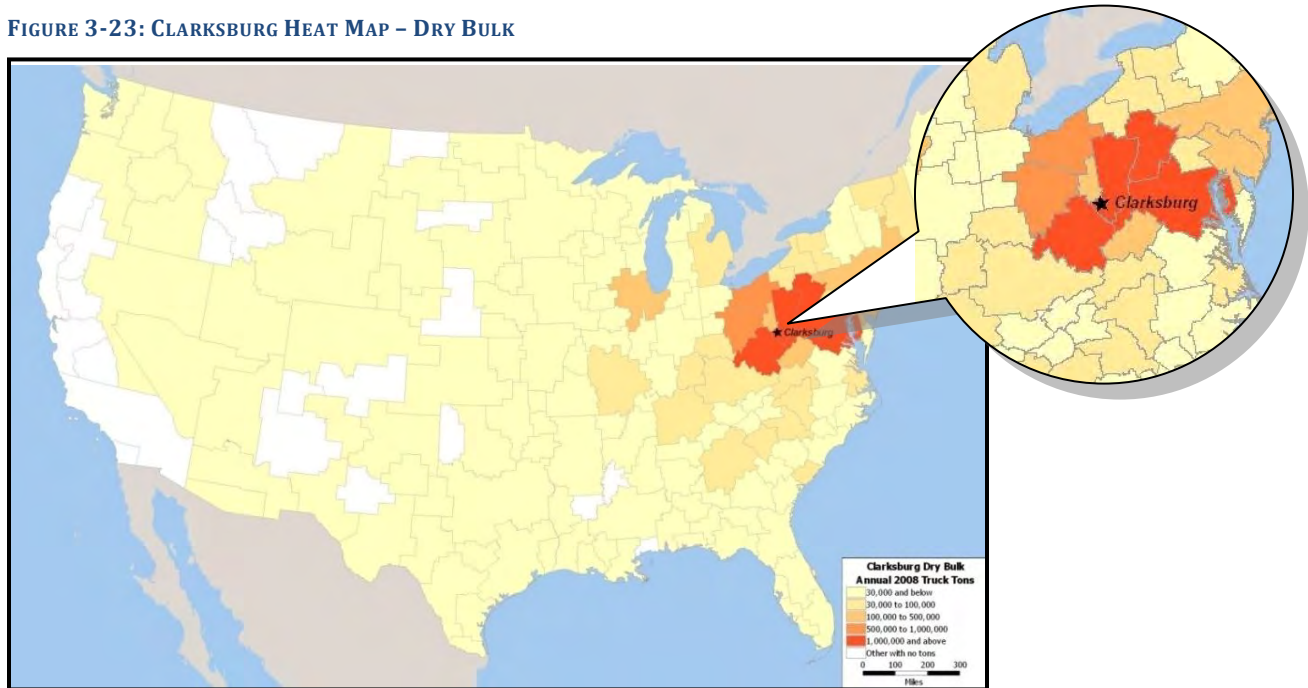 FIGURE 3-23: CLARKSBURG HEAT MAP – DRY BULK
Clarksburg
Clarksburg
Clarksburg Dry Bulk
Annual 2008 Truck Tons
30,000 and below
30,000 to 100,000
100,000 to 500,000
500,000 to 1,000,000
1,000,000 and above
Other with no tons
0 100 200 300
Miles